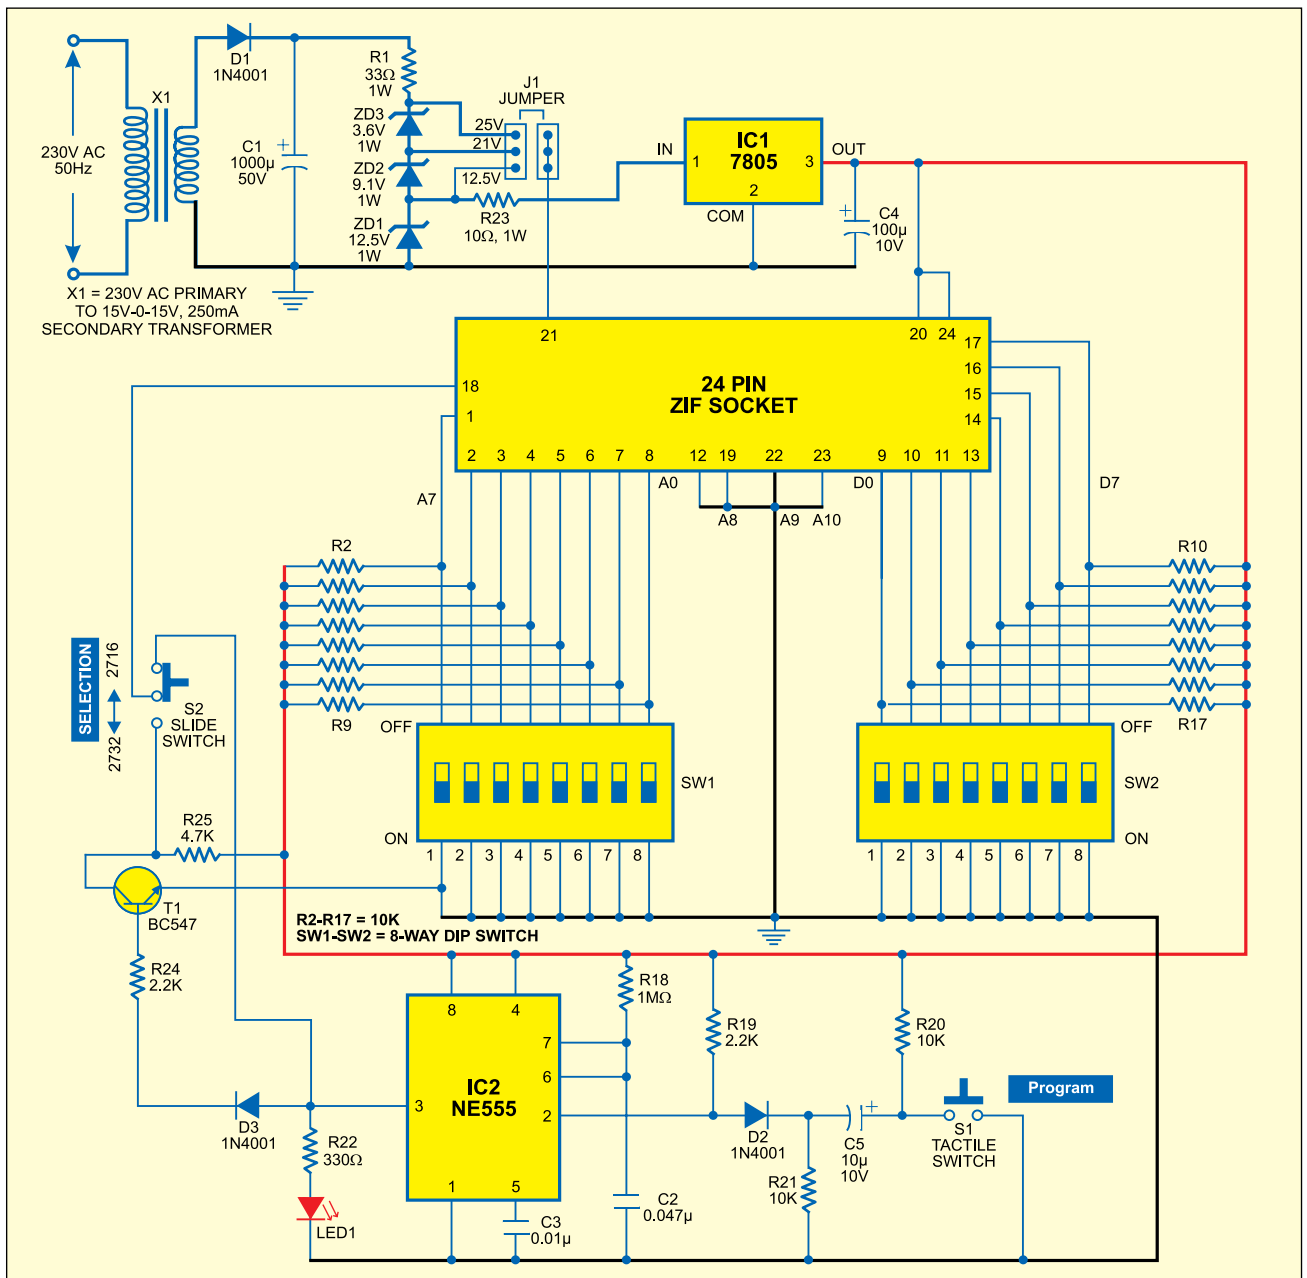 D1
1N4001
R1
33Ω
1W
J1
JUMPER
X1
ZD3
3.6V
1W
25V
21V
12.5V
230V AC
50Hz
C1
1000µ
50V
+
ZD2
9.1V
1W
ZD1
12.5V
1W
R23
10Ω, 1W
IN
1
IC1
7805
3
OUT
2
COM
+
C4
100µ
10V
X1 = 230V AC PRIMARY
TO 15V-0-15V, 250mA
SECONDARY TRANSFORMER
21
20
24
17
16
15
14
18
1
24 PIN
ZIF SOCKET
2
3
4
5
6
7
8
12
19
22
23
9
10
11
13
A7
A0
A8
A9
A10
D0
D7
R2
R10
R9
R17
SELECTION
2716
2732
S2
SLIDE
SWITCH
OFF
SW1
ON
1
2
3
4
5
6
7
8
OFF
SW2
ON
1
2
3
4
5
6
7
8
R25
4.7K
T1
BC547
R2-R17 = 10K
SW1-SW2 = 8-WAY DIP SWITCH
R24
2.2K
8
4
R18
1MΩ
R19
2.2K
R20
10K
7
6
IC2
NE555
3
2
Program
D3
1N4001
R22
330Ω
D2
1N4001
+
C5
10µ
10V
S1
TACTILE
SWITCH
R21
10K
1
5
C2
0.047µ
C3
0.01µ
LED1